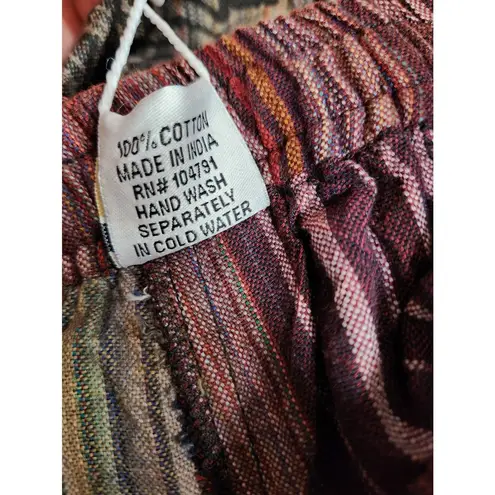 100% COTTON
MADE IN INDIA
RN# 104791
HAND WASH
SEPARATELY
IN COLD WATER